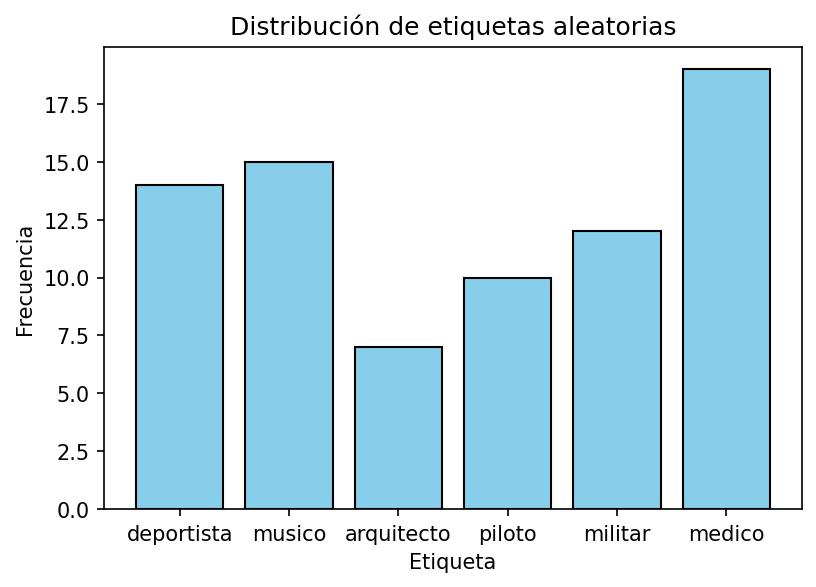 Distribución de etiquetas aleatorias
17.5
15.0
12.5
10.0
7.5
5.0
2.5
0.0
Frecuencia
deportista musico arquitecto piloto militar medico
Etiqueta